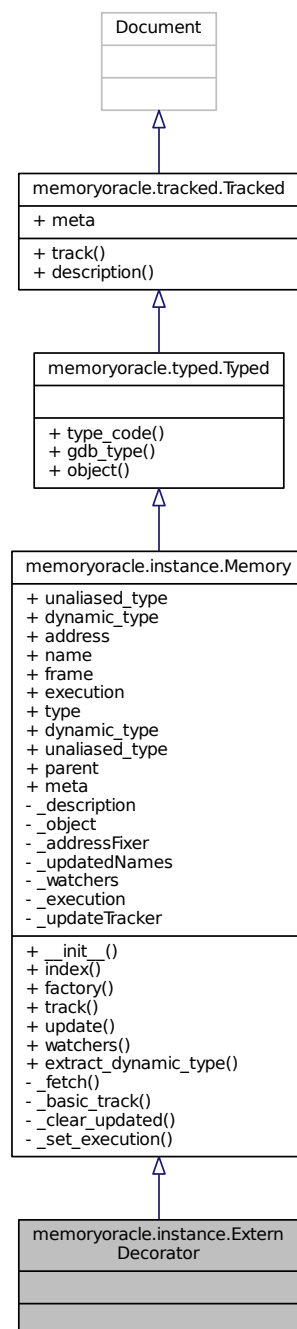 Document
memoryoracle.tracked.Tracked
+ meta
+ track()
+ description()
memoryoracle.typed.Typed
+ type_code()
+ gdb_type()
+ object()
memoryoracle.instance.Memory
+ unaliased_type
+ dynamic_type
+ address
+ name
+ frame
+ execution
+ type
+ dynamic_type
+ unaliased_type
+ parent
+ meta
- _description
- _object
- _addressFixer
- _updatedNames
- _watchers
- _execution
- _updateTracker
+ __init__()
+ index()
+ factory()
+ track()
+ update()
+ watchers()
+ extract_dynamic_type()
- _fetch()
- _basic_track()
- _clear_updated()
- _set_execution()
memoryoracle.instance.Extern
Decorator